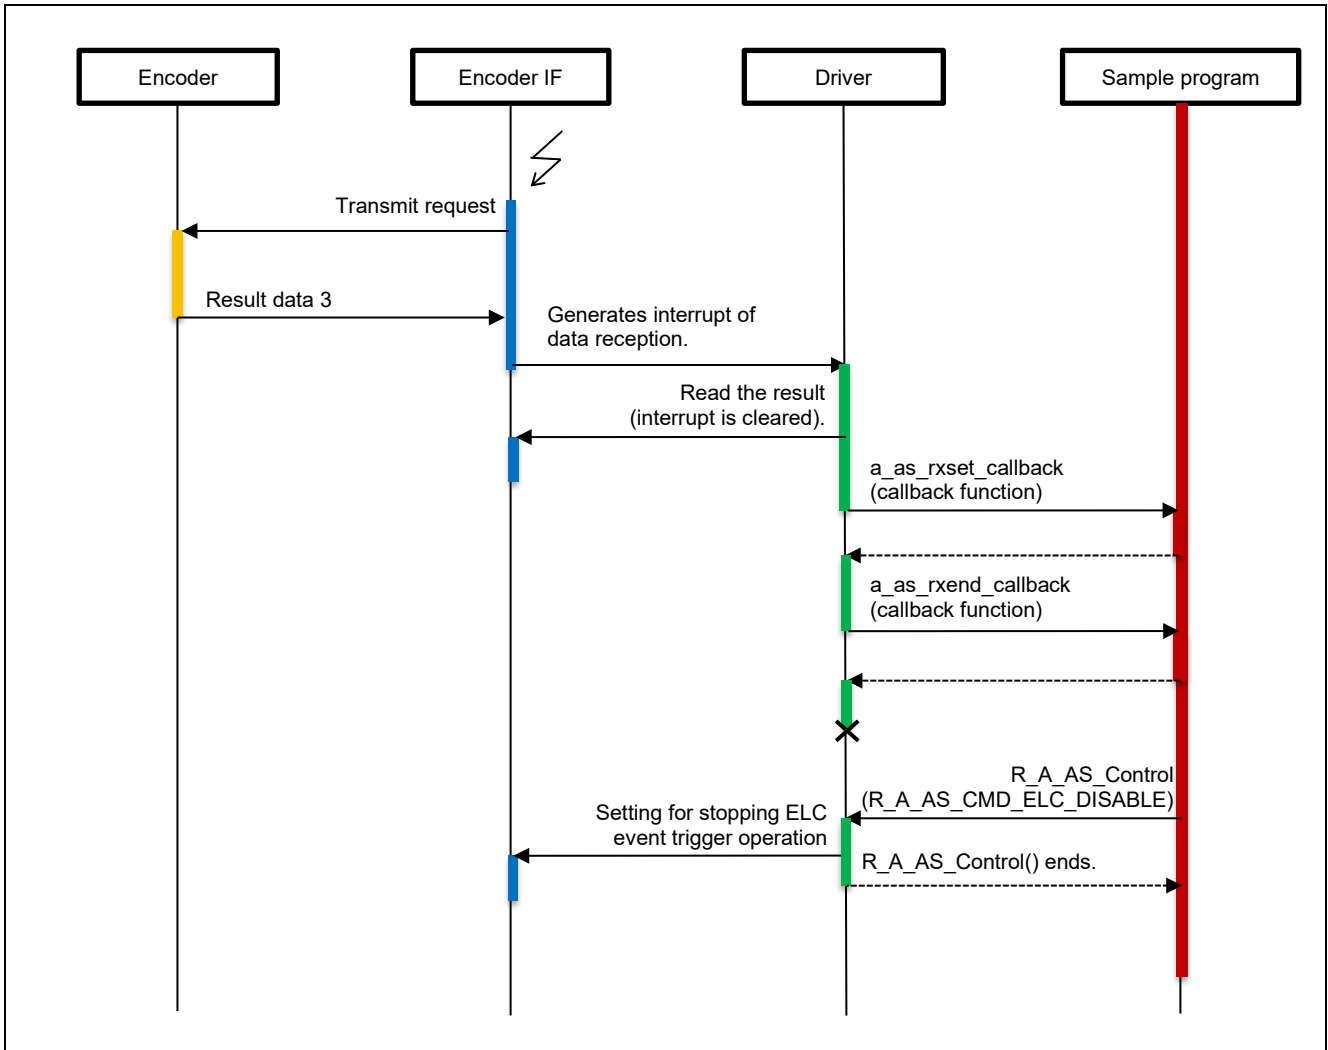 Encoder
Encoder IF
Driver
Sample program
Transmit request
Result data 3
Generates interrupt of
data reception.
Read the result
(interrupt is cleared).
a_as_rxset_callback
(callback function)
a_as_rxend_callback
(callback function)
R_A_AS_Control
(R_A_AS_CMD_ELC_DISABLE)
Setting for stopping ELC
event trigger operation
R_A_AS_Control() ends.